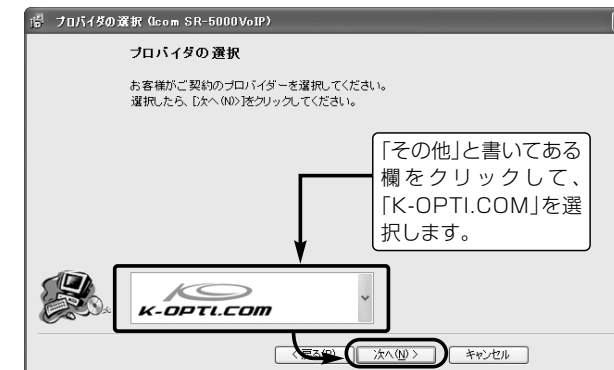 プロバイダの選択 (Icom SR-5000VoIP)
プロバイダの選択
お客様がご契約のプロバイダーを選択してください。
選択したら、[次へ(N)>]をクリックしてください。
「その他」と書いてある
欄をクリックして、
「K-OPTI.COM」を選
択します。
K-OPTI.COM
次へ(N) >
キャンセル